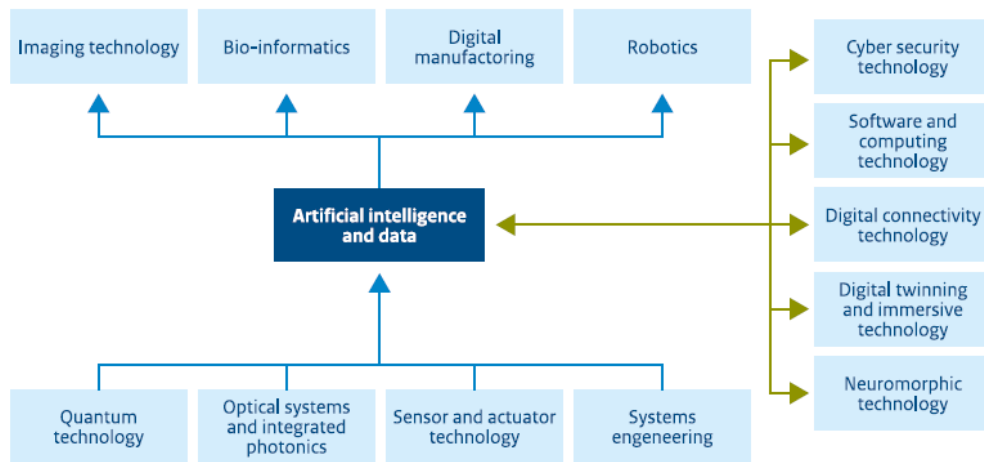 Imaging technology
Bio-informatics
Digital
manufactoring
Robotics
Cyber security
technology
Software and
computing
technology
Artificial intelligence
and data
Digital connectivity
technology
Digital twinning
and immersive
technology
Neuromorphic
technology
Quantum
technology
Optical systems
and integrated
photonics
Sensor and actuator
technology
Systems
engeneering